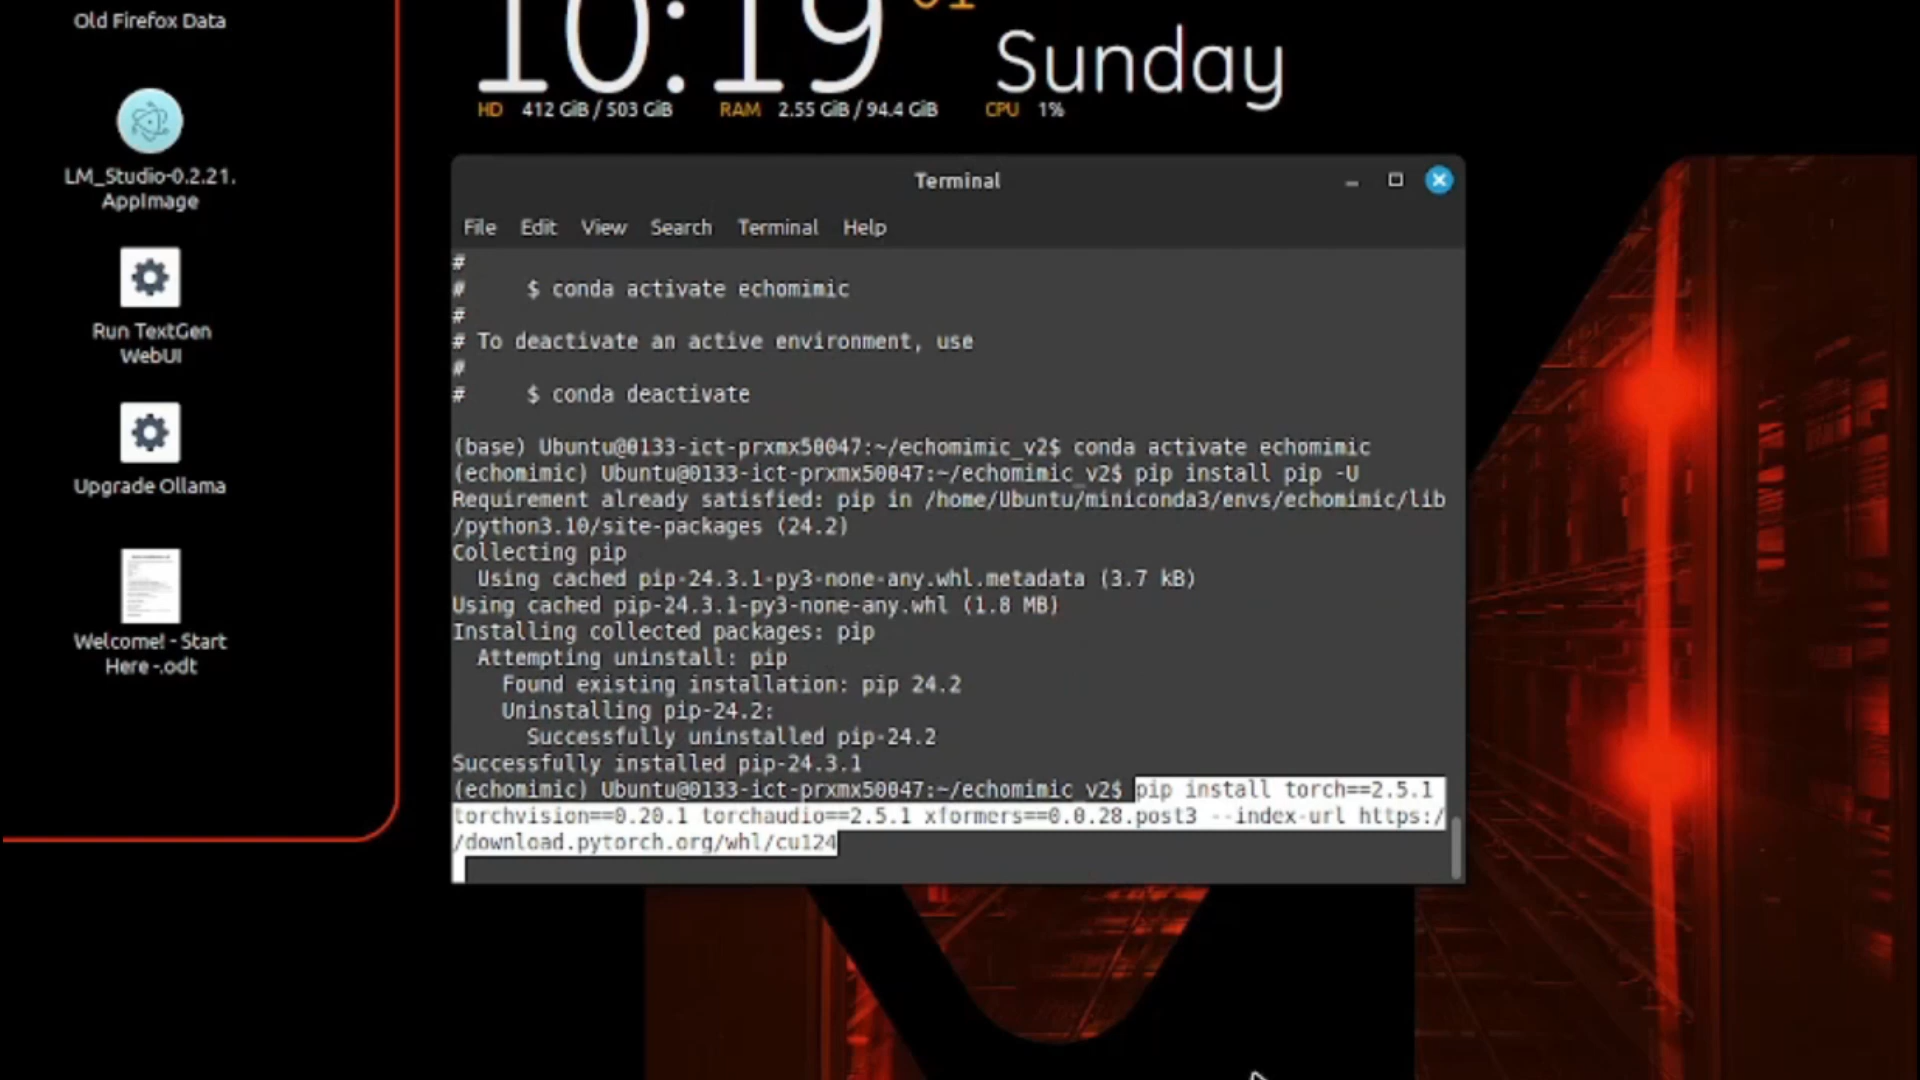 Old Firefox Data
LM_Studio-0.2.21.
AppImage
Run TextGen
WebUI
Upgrade Ollama
Welcome! - Start
Here -.odt
10:19
Sunday
HD 412 GiB / 503 GiB RAM 2.55 GiB / 94.4 GiB CPU 1%
Terminal
File Edit View Search Terminal Help
#
# $ conda activate echomimic
#
# To deactivate an active environment, use
#
# $ conda deactivate
(base) Ubuntu@0133-ict-prxmx50047:~/echomimic_v2$ conda activate echomimic
(echomimic) Ubuntu@0133-ict-prxmx50047:~/echomimic_v2$ pip install pip -U
Requirement already satisfied: pip in /home/Ubuntu/miniconda3/envs/echomimic/lib
/python3.10/site-packages (24.2)
Collecting pip
  Using cached pip-24.3.1-py3-none-any.whl.metadata (3.7 kB)
Using cached pip-24.3.1-py3-none-any.whl (1.8 MB)
Installing collected packages: pip
  Attempting uninstall: pip
    Found existing installation: pip 24.2
    Uninstalling pip-24.2:
      Successfully uninstalled pip-24.2
Successfully installed pip-24.3.1
(echomimic) Ubuntu@0133-ict-prxmx50047:~/echomimic_v2$ pip install torch==2.5.1
torchvision==0.20.1 torchaudio==2.5.1 xformers==0.0.28.post3 --index-url https:/
/download.pytorch.org/whl/cu124